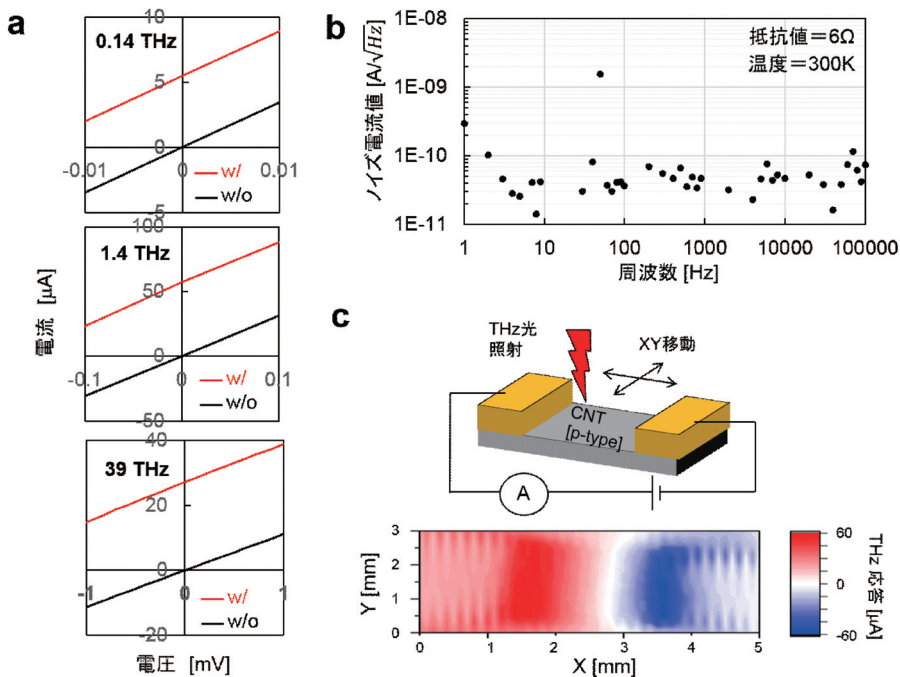 a
0.14 THz
10
5
0
-5
-0.01
0
0.01
w/
w/o
1.4 THz
100
50
0
-50
-0.1
0
0.1
w/
w/o
39 THz
40
20
0
-20
-1
0
1
w/
w/o
電流 [μA]
電圧 [mV]
b
1E-08
1E-09
1E-10
1E-11
ノイズ電流値 [A/√Hz]
抵抗値=6Ω
温度=300K
1
10
100
1000
10000
100000
周波数 [Hz]
c
THz光
照射
XY移動
CNT
[p-type]
A
Y [mm]
3
2
1
0
0
1
2
3
4
5
X [mm]
60
0
-60
THz 応答 [μA]